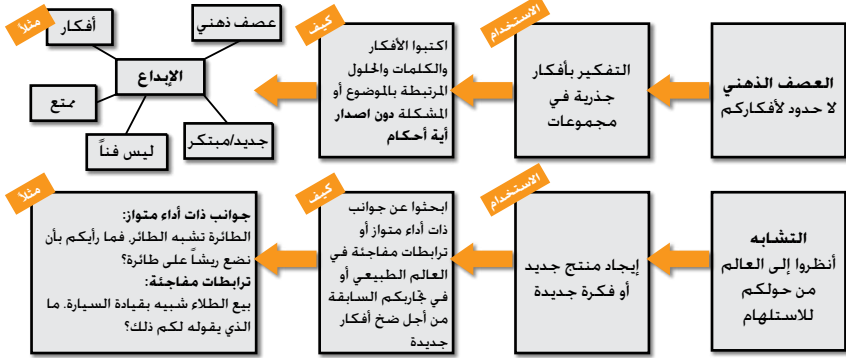 العصف الذهني
لا حدود لأفكاركم
الاستخدام
التفكير بأفكار
جذرية في
مجموعات
كيف
اكتبوا الأفكار
والكلمات والحلول
المرتبطة بالموضوع أو
المشكلة دون اصدار
أية أحكام
مثلاً
عصف ذهني
أفكار
الإبداع
ممتع
ليس فناً
جديد/مبتكر
التشابه
أنظروا إلى العالم
من حولكم
للاستلهام
الاستخدام
إيجاد منتج جديد
أو فكرة جديدة
كيف
ابحثوا عن جوانب
ذات أداء متواز أو
ترابطات مفاجئة في
العالم الطبيعي أو
في تجاربكم السابقة
من أجل ضخ أفكار
جديدة
مثلاً
جوانب ذات أداء متواز:
الطائرة تشبه الطائر. فما رأيكم بأن
نضع ريشاً على طائرة؟
ترابطات مفاجئة:
بيع الطلاء شبيه بقيادة السيارة. ما
الذي يقوله لكم ذلك؟